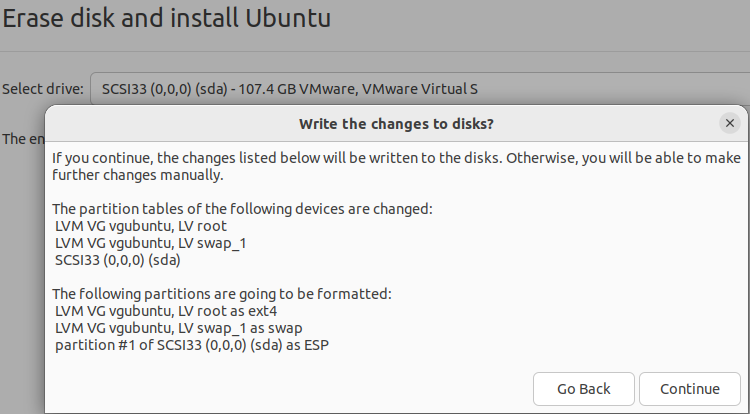 Erase disk and install Ubuntu
Select drive: SCSI33 (0,0,0) (sda) - 107.4 GB VMware, VMware Virtual S
The en
Write the changes to disks?
If you continue, the changes listed below will be written to the disks. Otherwise, you will be able to make
further changes manually.
The partition tables of the following devices are changed:
LVM VG vgubuntu, LV root
LVM VG vgubuntu, LV swap_1
SCSI33 (0,0,0) (sda)
The following partitions are going to be formatted:
LVM VG vgubuntu, LV root as ext4
LVM VG vgubuntu, LV swap_1 as swap
partition #1 of SCSI33 (0,0,0) (sda) as ESP
Go Back Continue